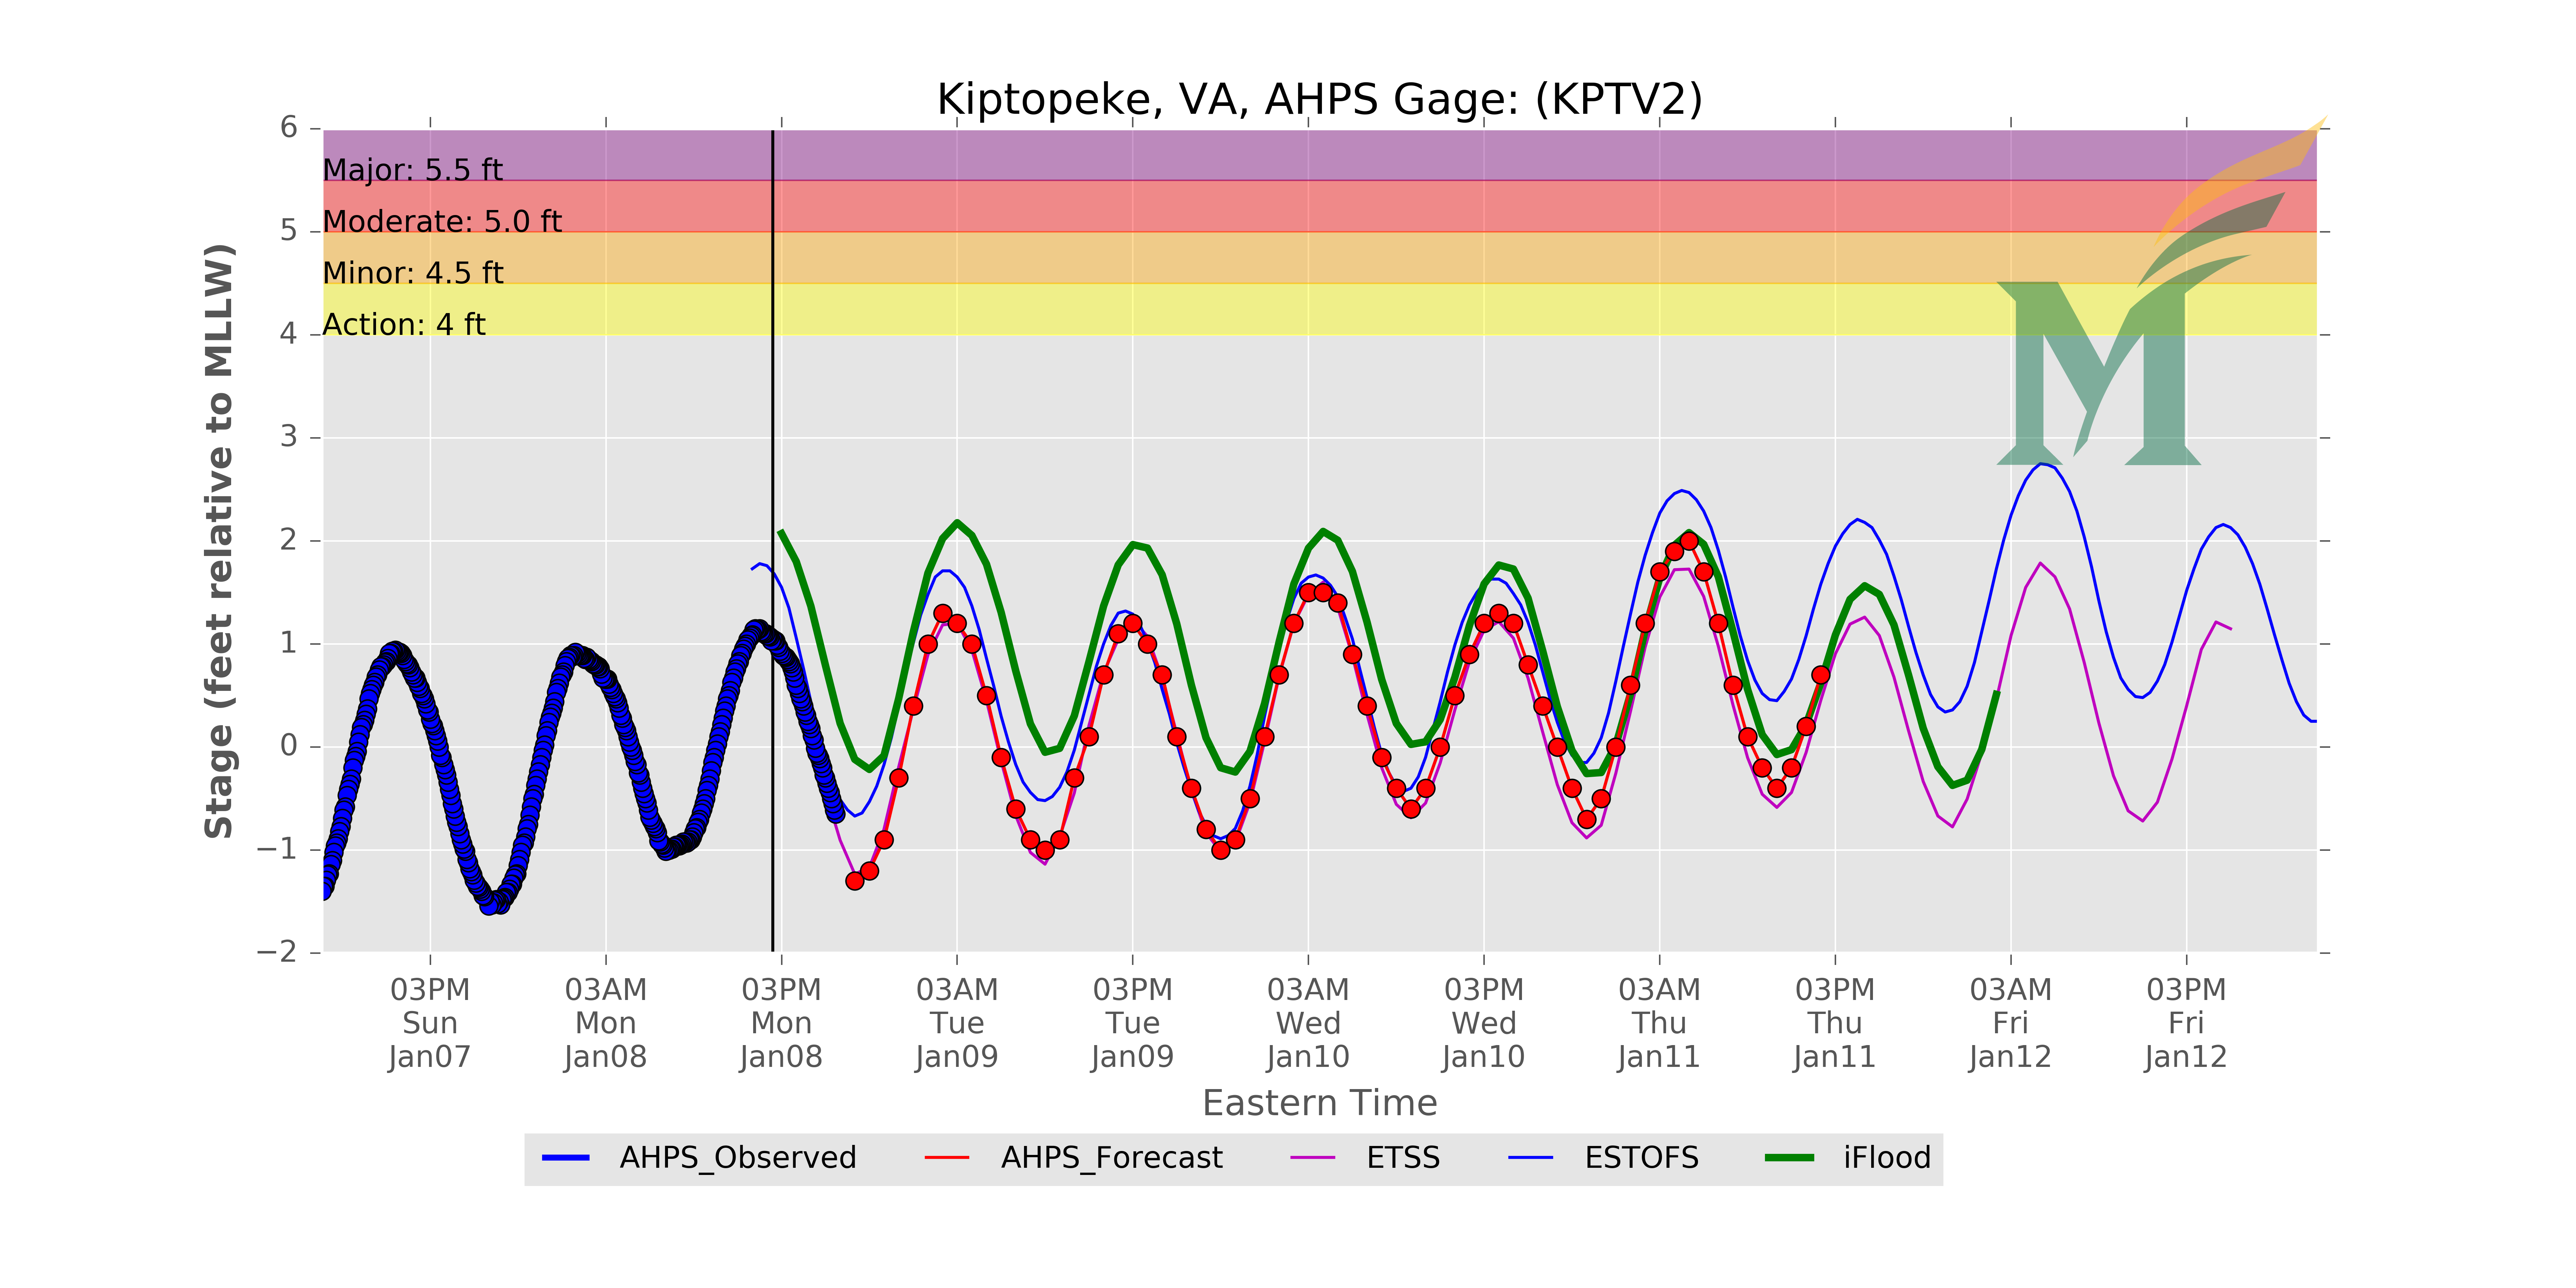 Kiptopeke, VA, AHPS Gage: (KPTV2)
6
Major: 5.5 ft
Moderate: 5.0 ft
5
Minor: 4.5 ft
Action: 4 ft
4
3
2
1
0
−1
−2
Stage (feet relative to MLLW)
03PM Sun Jan07
03AM Mon Jan08
03PM Mon Jan08
03AM Tue Jan09
03PM Tue Jan09
03AM Wed Jan10
03PM Wed Jan10
03AM Thu Jan11
03PM Thu Jan11
03AM Fri Jan12
03PM Fri Jan12
Eastern Time
AHPS_Observed AHPS_Forecast ETSS ESTOFS iFlood
M